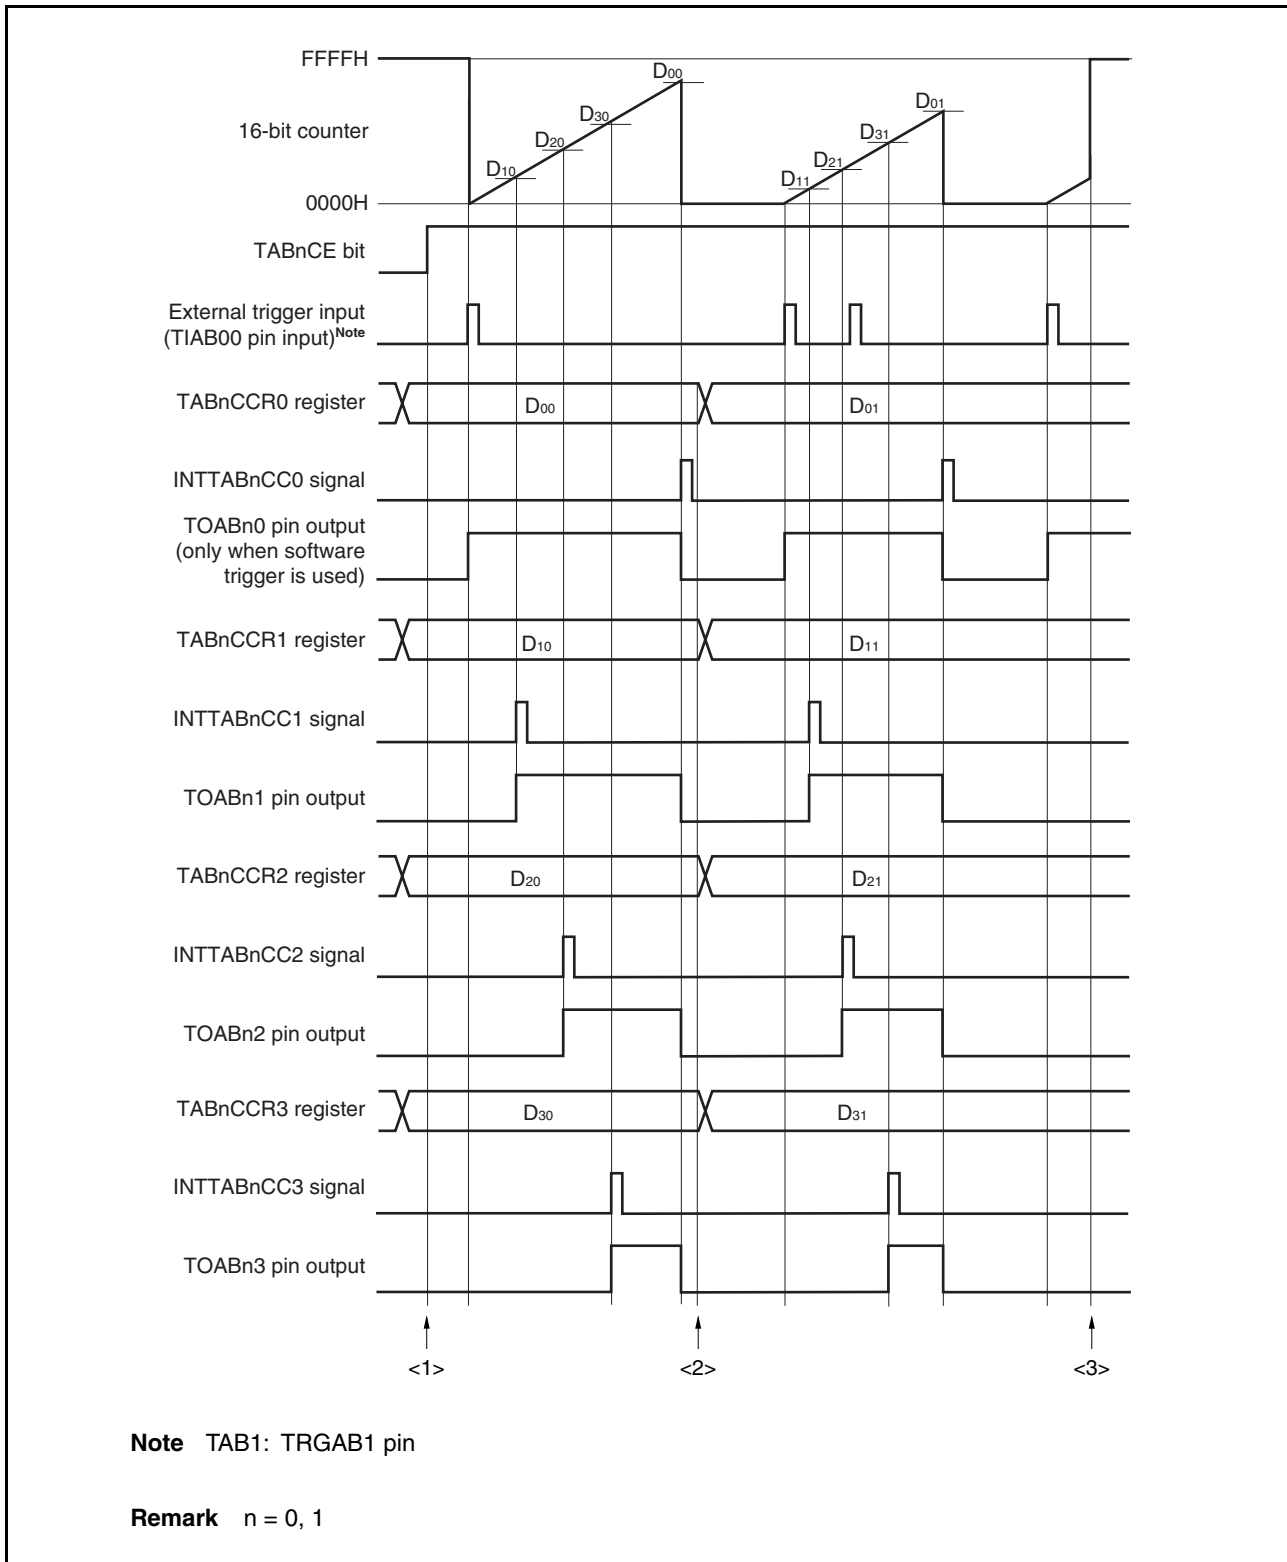 FFFFH
D00
D01
D30
D31
16-bit counter
D20
D21
D10
D11
0000H
TABnCE bit
External trigger input
(TIAB00 pin input)Note
TABnCCR0 register
D00
D01
INTTABnCC0 signal
TOABn0 pin output
(only when software
trigger is used)
TABnCCR1 register
D10
D11
INTTABnCC1 signal
TOABn1 pin output
TABnCCR2 register
D20
D21
INTTABnCC2 signal
TOABn2 pin output
TABnCCR3 register
D30
D31
INTTABnCC3 signal
TOABn3 pin output
<1>
<2>
<3>
Note TAB1: TRGAB1 pin
Remark n = 0, 1